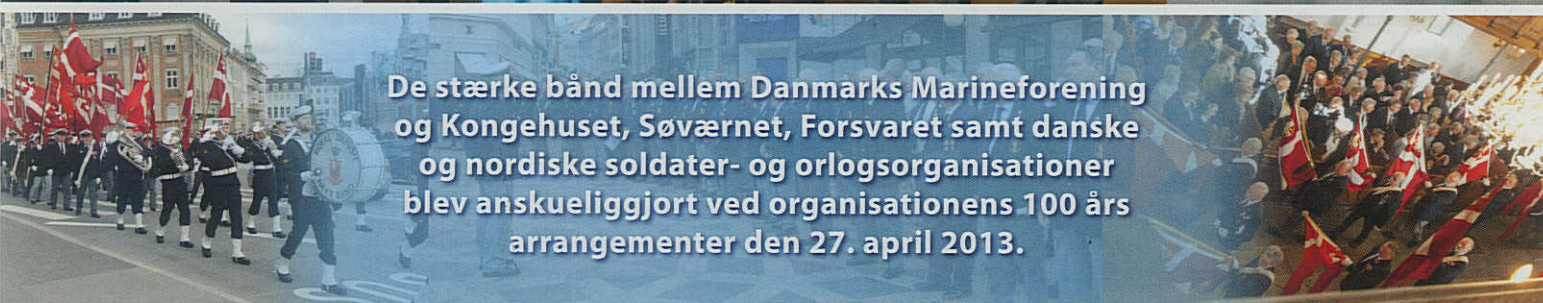 De stærke bånd mellem Danmarks Marineforening
og Kongehuset, Søværnet, Forsvaret samt danske
og nordiske soldater- og orlogsorganisationer
blev anskueliggjort ved organisationens 100 års
arrangementer den 27. april 2013.